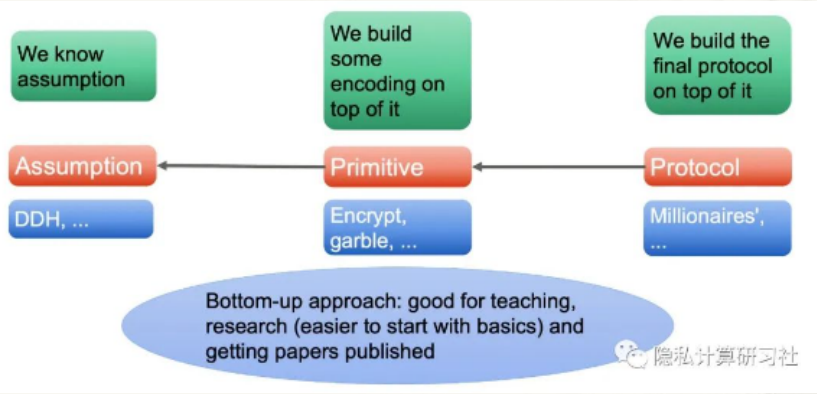 We know
assumption
We build
some
encoding on
top of it
We build the
final protocol
on top of it
Assumption
Primitive
Protocol
DDH, ...
Encrypt,
garble, ...
Millionaires',
...
Bottom-up approach: good for teaching,
research (easier to start with basics) and
getting papers published
隐私计算研习社